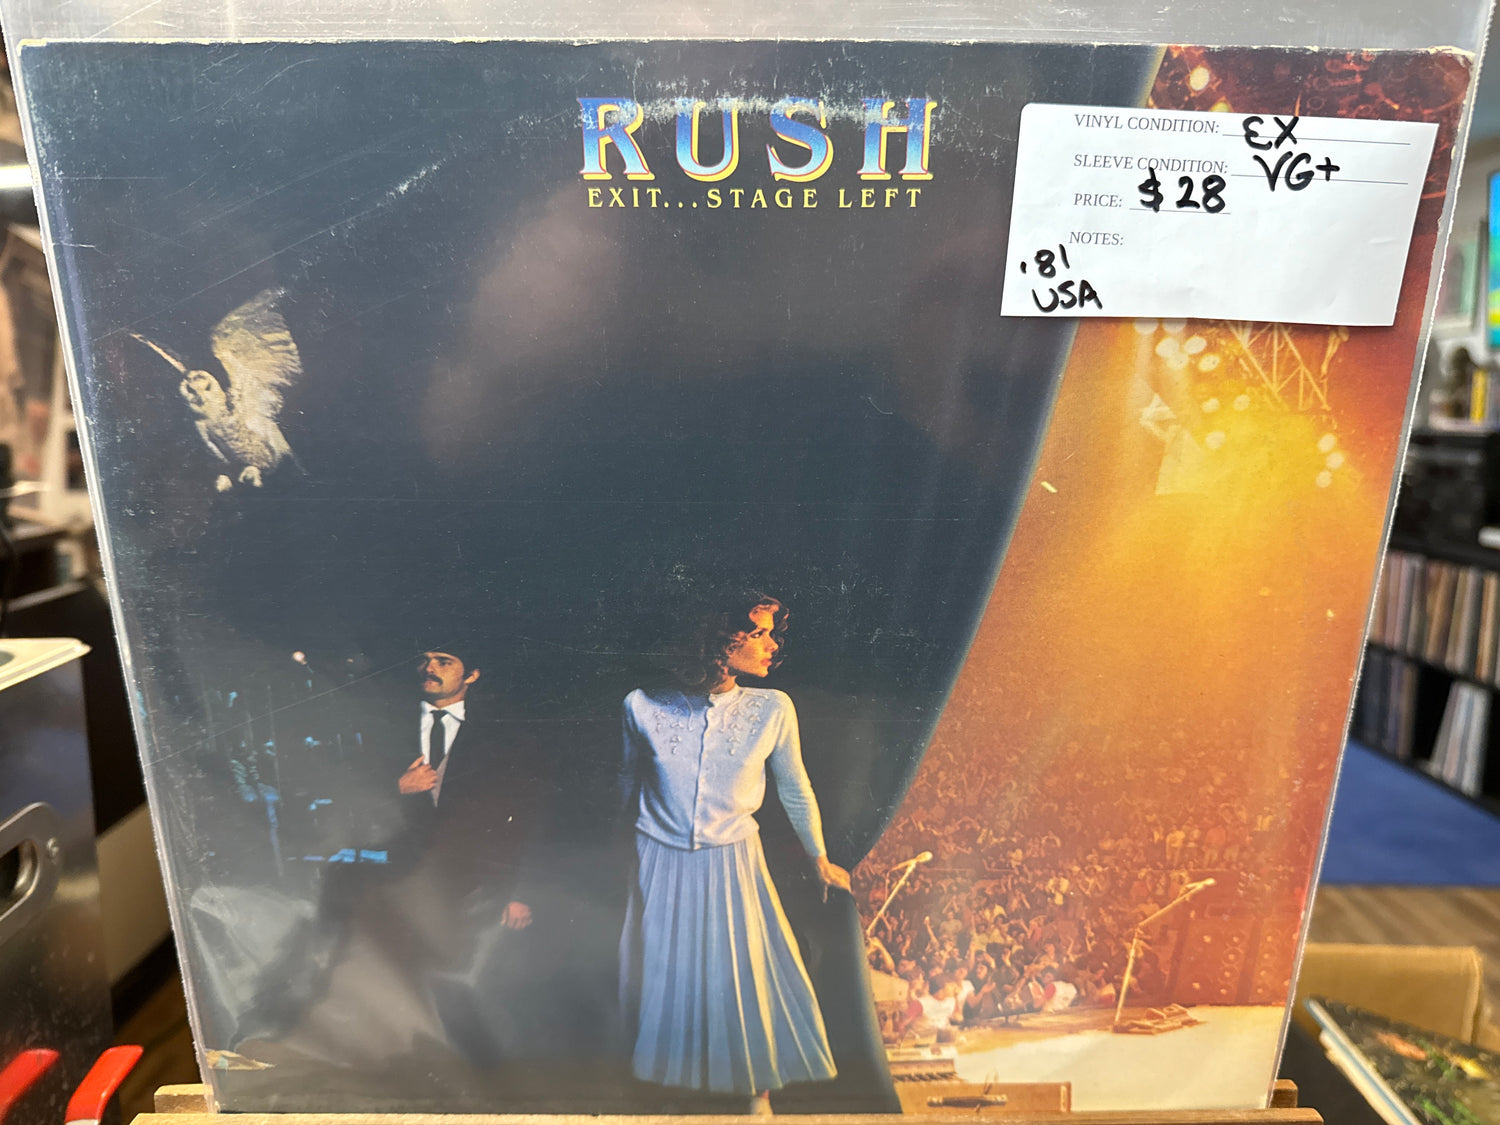 RUSH
EXIT...STAGE LEFT
VINYL CONDITION: EX
SLEEVE CONDITION: VG+
PRICE: $28
NOTES:
'81
USA